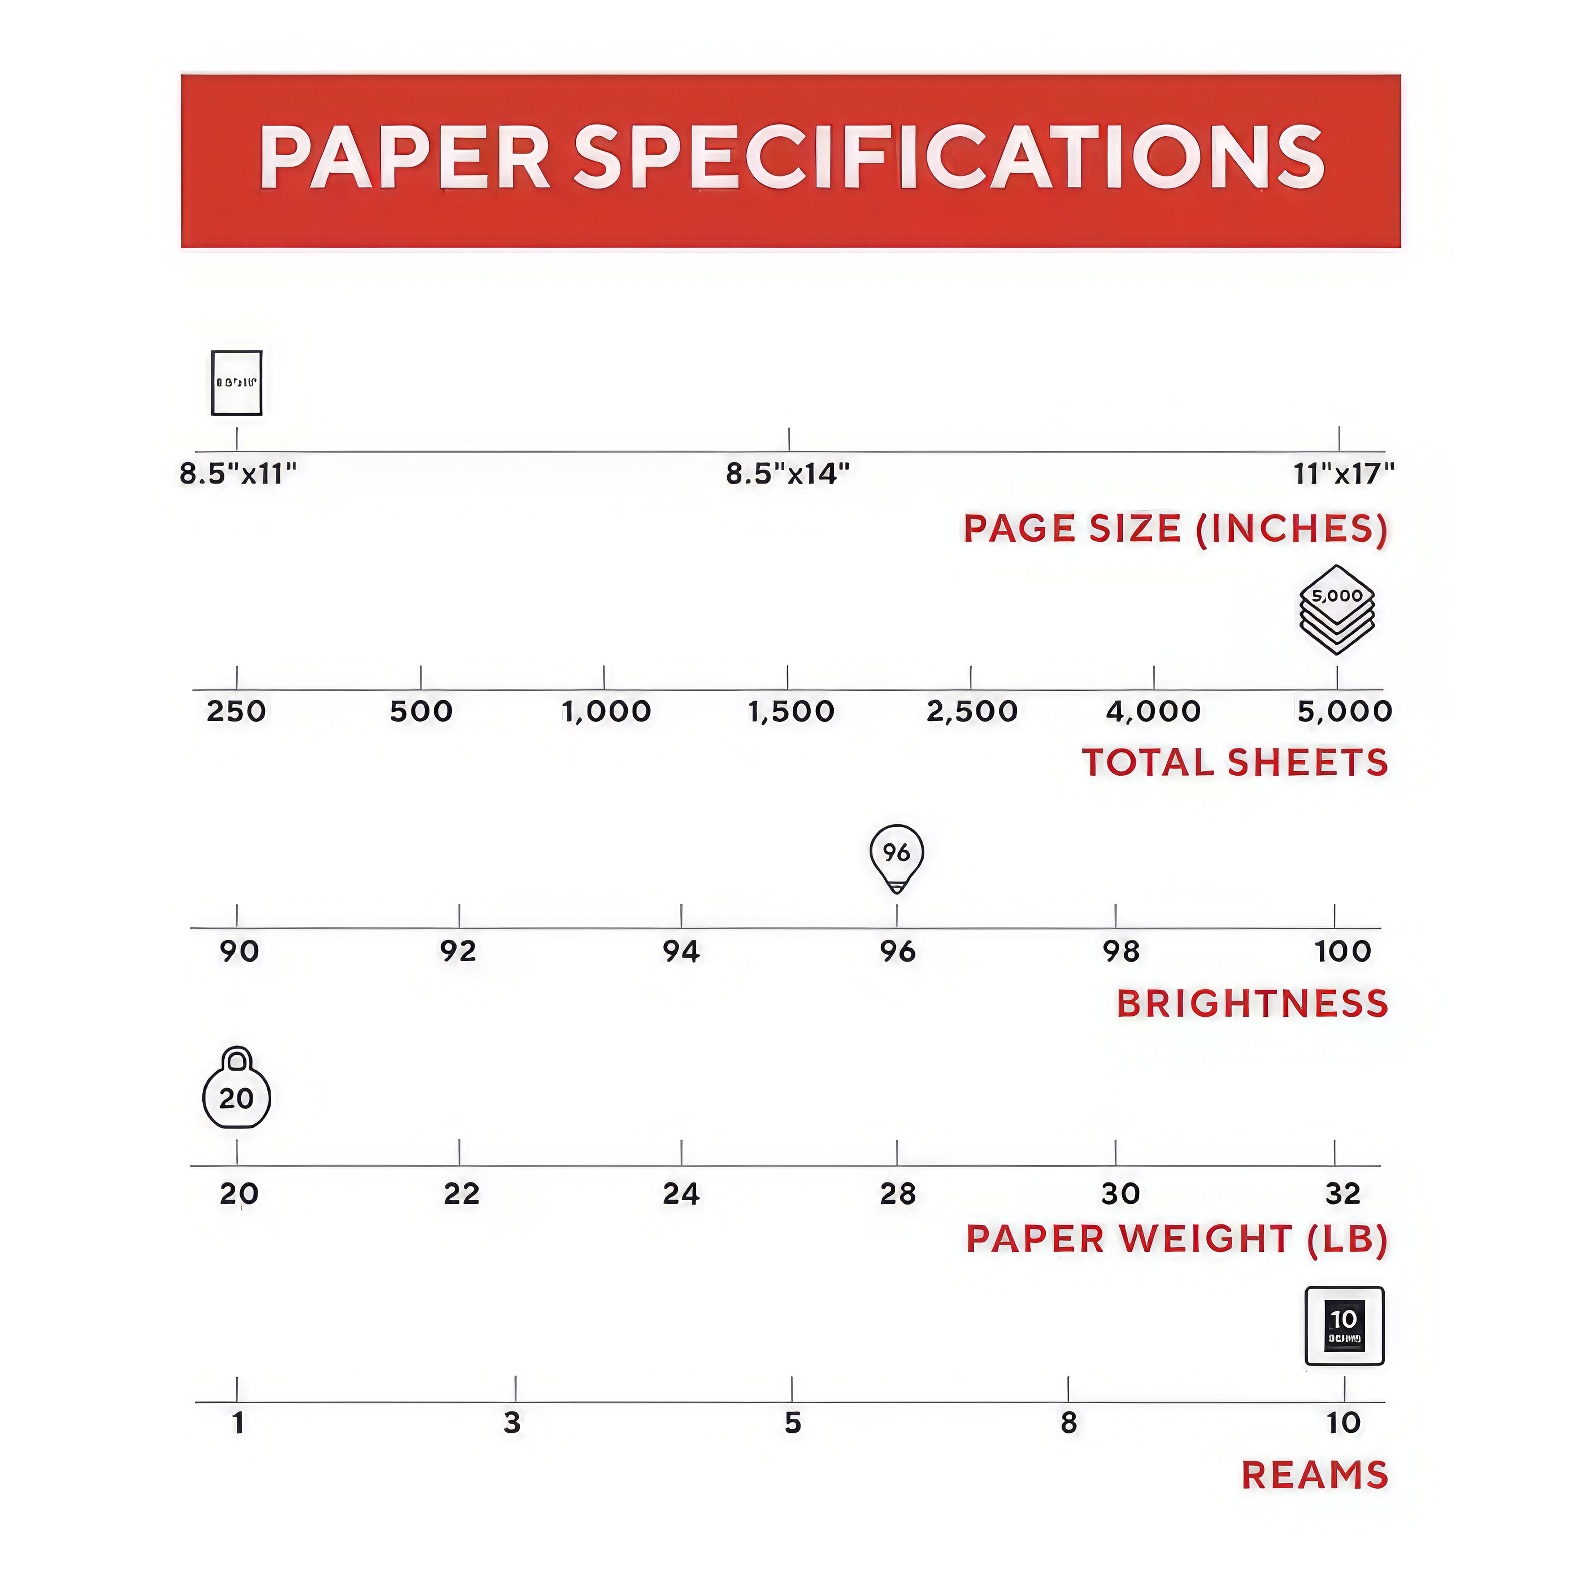 PAPER SPECIFICATIONS
8.5"x11" 8.5"x14" 11"x17"
PAGE SIZE (INCHES)
5,000
250 500 1,000 1,500 2,500 4,000 5,000
TOTAL SHEETS
96
90 92 94 96 98 100
BRIGHTNESS
20
20 22 24 28 30 32
PAPER WEIGHT (LB)
10
1 3 5 8 10
REAMS